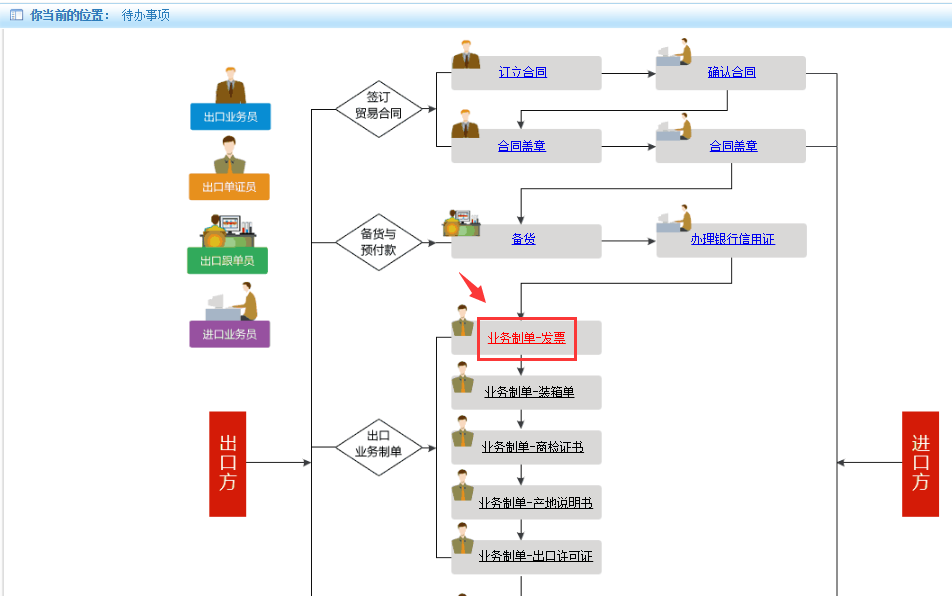 你当前的位置： 待办事项
出口业务员
出口单证员
出口跟单员
进口业务员
出口方
签订
贸易合同
订立合同
确认合同
合同盖章
合同盖章
备货与
预付款
备货
办理银行信用证
出口
业务制单
业务制单-发票
业务制单-装箱单
业务制单-商检证书
业务制单-产地说明书
业务制单-出口许可证
进口方